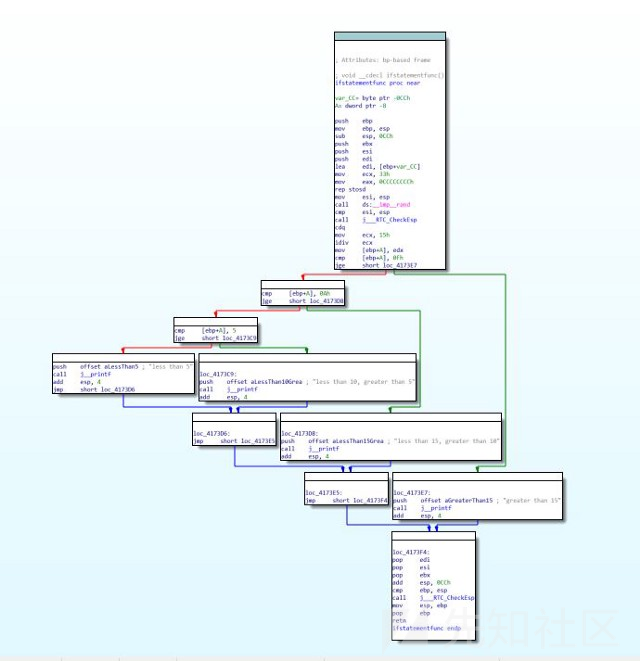 ; Attributes: bp-based frame
; void __cdecl ifstatementfunc()
ifstatementfunc proc near
var_CC= byte ptr -0CCh
A= dword ptr -8
push ebp
mov ebp, esp
sub esp, 0CCh
push ebx
push esi
push edi
lea edi, [ebp+var_CC]
mov ecx, 33h
mov eax, 0CCCCCCCCh
rep stosd
mov esi, esp
call ds:__imp__rand
cmp esi, esp
call j___RTC_CheckEsp
cdq
mov ecx, 15h
idiv ecx
mov [ebp+A], edx
cmp [ebp+A], 0Fh
jge short loc_4173E7
cmp [ebp+A], 0Ah
jge short loc_4173D8
cmp [ebp+A], 5
jge short loc_4173C9
push offset aLessThan5 ; "less than 5"
call j__printf
add esp, 4
jmp short loc_4173D6
loc_4173C9:
push offset aLessThan10Grea ; "less than 10, greater than 5"
call j__printf
add esp, 4
loc_4173D6:
jmp short loc_4173E5
loc_4173D8:
push offset aLessThan15Grea ; "less than 15, greater than 10"
call j__printf
add esp, 4
loc_4173E5:
jmp short loc_4173F4
loc_4173E7:
push offset aGreaterThan15 ; "greater than 15"
call j__printf
add esp, 4
loc_4173F4:
pop edi
pop esi
pop ebx
add esp, 0CCh
cmp ebp, esp
call j___RTC_CheckEsp
mov esp, ebp
pop ebp
retn
ifstatementfunc endp
先知社区